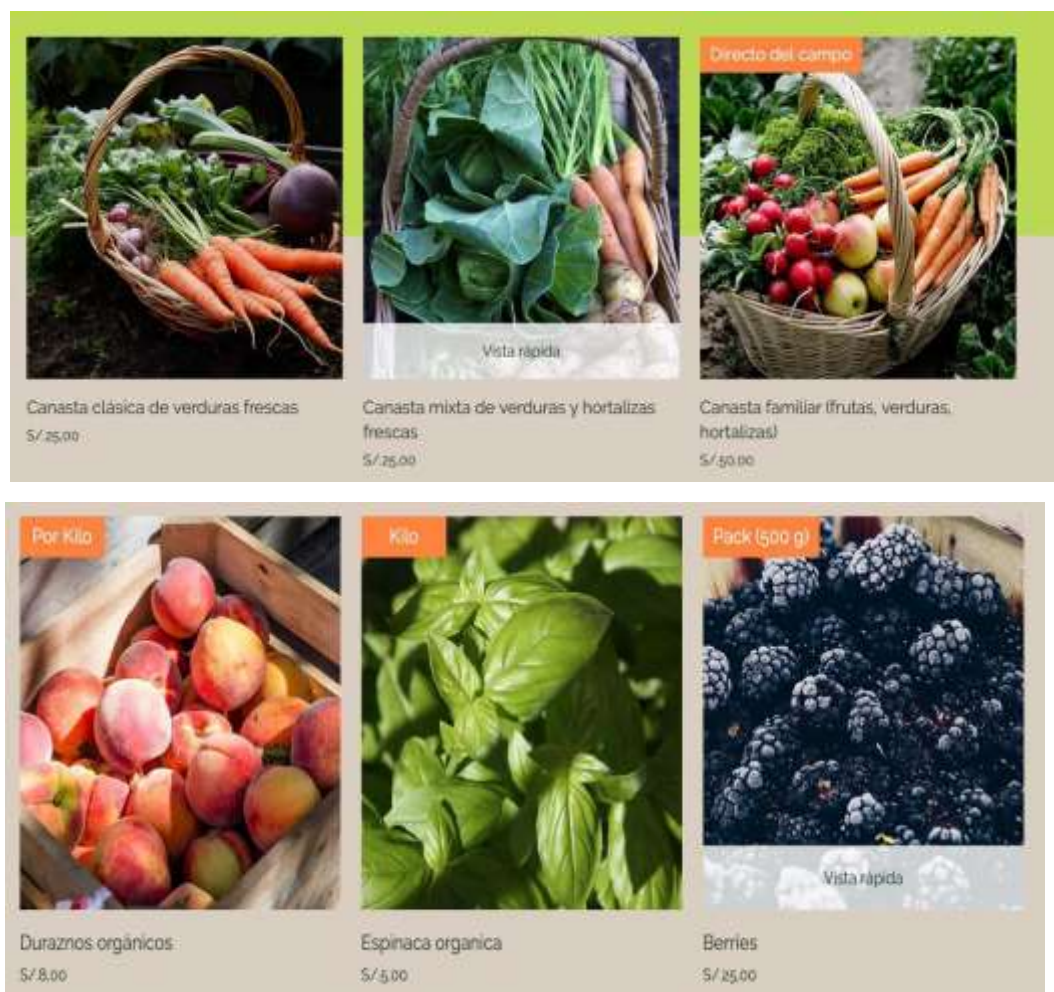 Directo del campo
Vista rápida
Canasta clásica de verduras frescas
S/.25,00
Canasta mixta de verduras y hortalizas
frescas
S/.25,00
Canasta familiar (frutas, verduras,
hortalizas)
S/.50.00
Por Kilo
Kilo
Pack (500 g)
Vista rápida
Duraznos orgánicos
S/.8,00
Espinaca organica
S/.5,00
Berries
S/.25,00